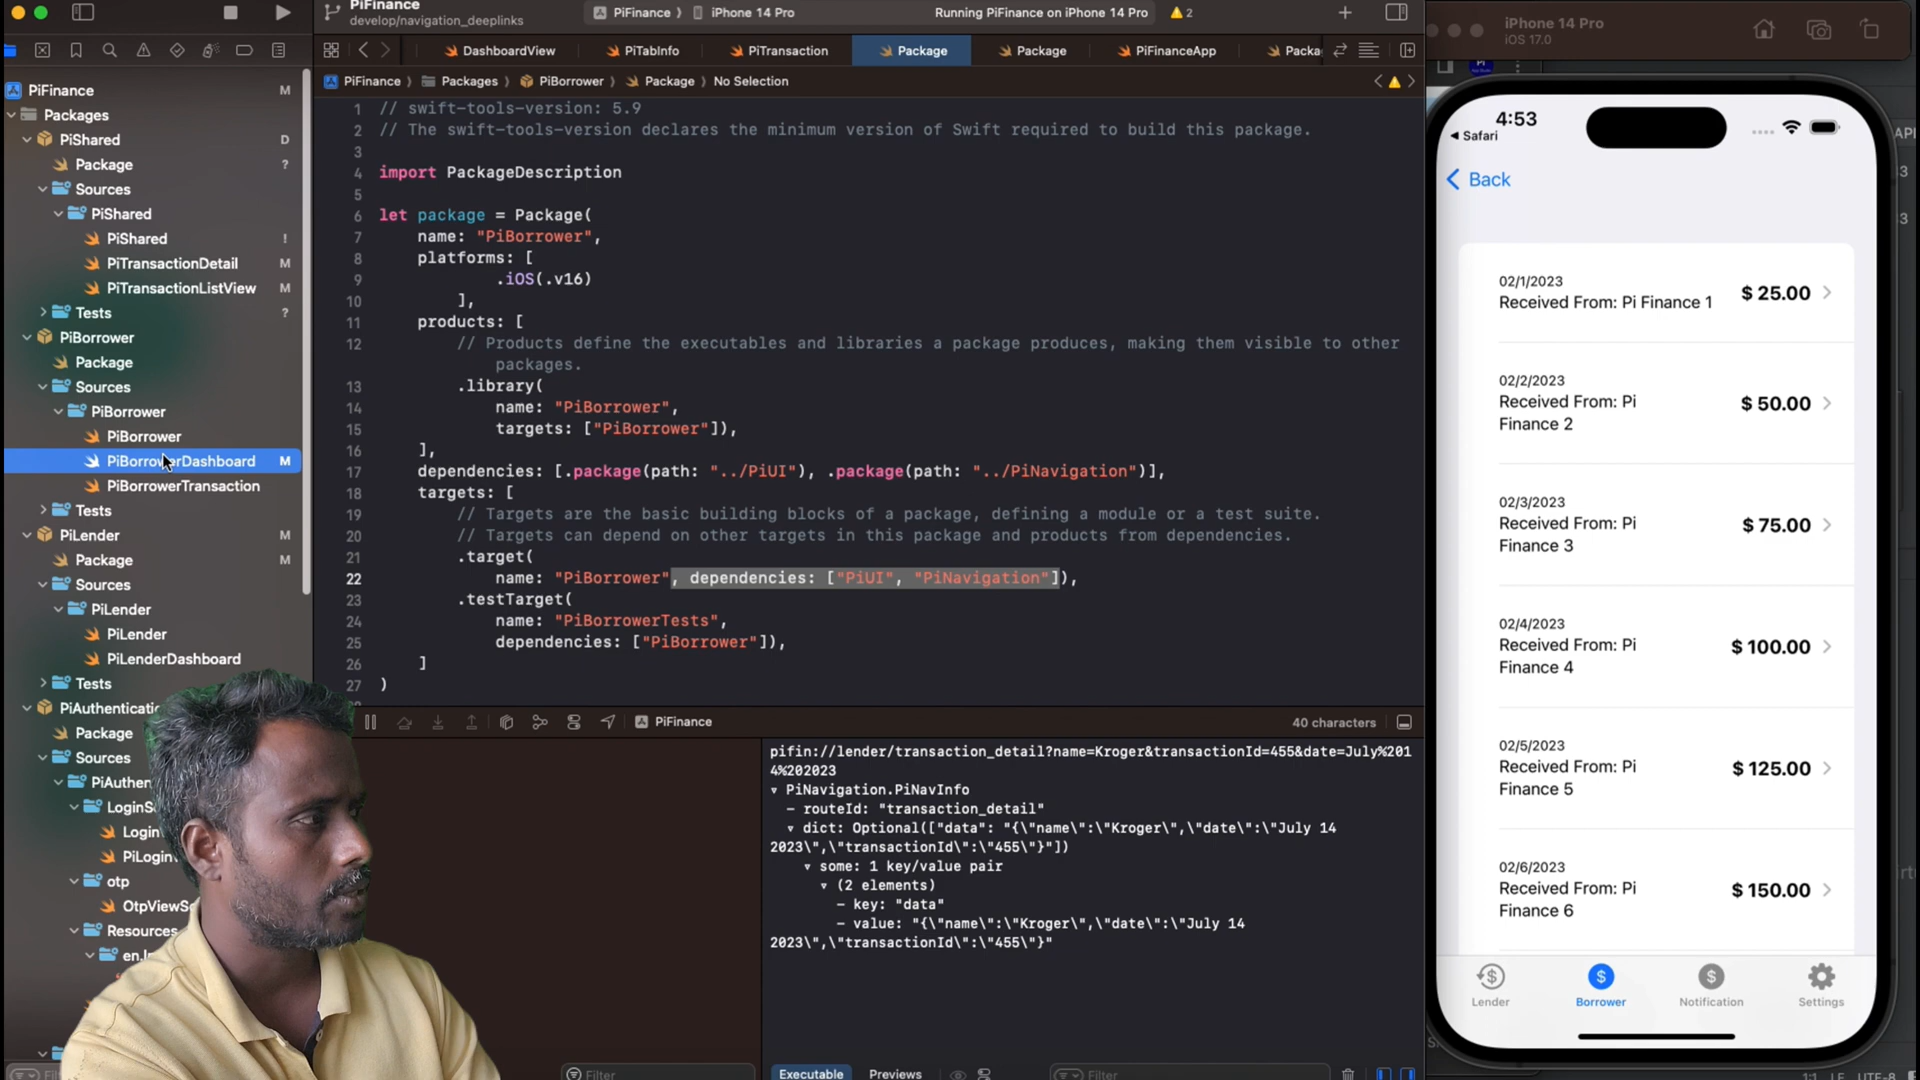 PiFinance
develop/navigation_deeplinks
PiFinance
iPhone 14 Pro
Running PiFinance on iPhone 14 Pro
2
DashboardView
PiTabInfo
PiTransaction
Package
Package
PiFinanceApp
Packa
PiFinance
Packages
PiBorrower
Package
No Selection
PiFinance M
Packages
PiShared D
Package ?
Sources
PiShared
PiShared !
PiTransactionDetail M
PiTransactionListView M
Tests ?
PiBorrower
Package
Sources
PiBorrower
PiBorrower
PiBorrowerDashboard M
PiBorrowerTransaction
Tests
PiLender M
Package M
Sources
PiLender
PiLender
PiLenderDashboard
Tests
PiAuthenticatio
Package
Sources
PiAuthen
LoginS
Login
PiLogin
otp
OtpViewSc
Resources
1 // swift-tools-version: 5.9
2 // The swift-tools-version declares the minimum version of Swift required to build this package.
3
4 import PackageDescription
5
6 let package = Package(
7 name: "PiBorrower",
8 platforms: [
9 .iOS(.v16)
10 ],
11 products: [
12 // Products define the executables and libraries a package produces, making them visible to other
packages.
13 .library(
14 name: "PiBorrower",
15 targets: ["PiBorrower"]),
16 ],
17 dependencies: [.package(path: "../PiUI"), .package(path: "../PiNavigation")],
18 targets: [
19 // Targets are the basic building blocks of a package, defining a module or a test suite.
20 // Targets can depend on other targets in this package and products from dependencies.
21 .target(
22 name: "PiBorrower", dependencies: ["PiUI", "PiNavigation"]),
23 .testTarget(
24 name: "PiBorrowerTests",
25 dependencies: ["PiBorrower"]),
26 ]
27 )
PiFinance
40 characters
pifin://lender/transaction_detail?name=Kroger&transactionId=455&date=July%201
4%202023
▿ PiNavigation.PiNavInfo
- routeId: "transaction_detail"
▿ dict: Optional(["data": "{\"name\":\"Kroger\",\"date\":\"July 14
2023\",\"transactionId\":\"455\"}"])
▿ some: 1 key/value pair
▿ (2 elements)
- key: "data"
- value: "{\"name\":\"Kroger\",\"date\":\"July 14
2023\",\"transactionId\":\"455\"}"
Filter
Executable
Previews
Filter
iPhone 14 Pro
iOS 17.0
4:53
Safari
Back
02/1/2023
Received From: Pi Finance 1
$ 25.00
02/2/2023
Received From: Pi
Finance 2
$ 50.00
02/3/2023
Received From: Pi
Finance 3
$ 75.00
02/4/2023
Received From: Pi
Finance 4
$ 100.00
02/5/2023
Received From: Pi
Finance 5
$ 125.00
02/6/2023
Received From: Pi
Finance 6
$ 150.00
Lender
Borrower
Notification
Settings